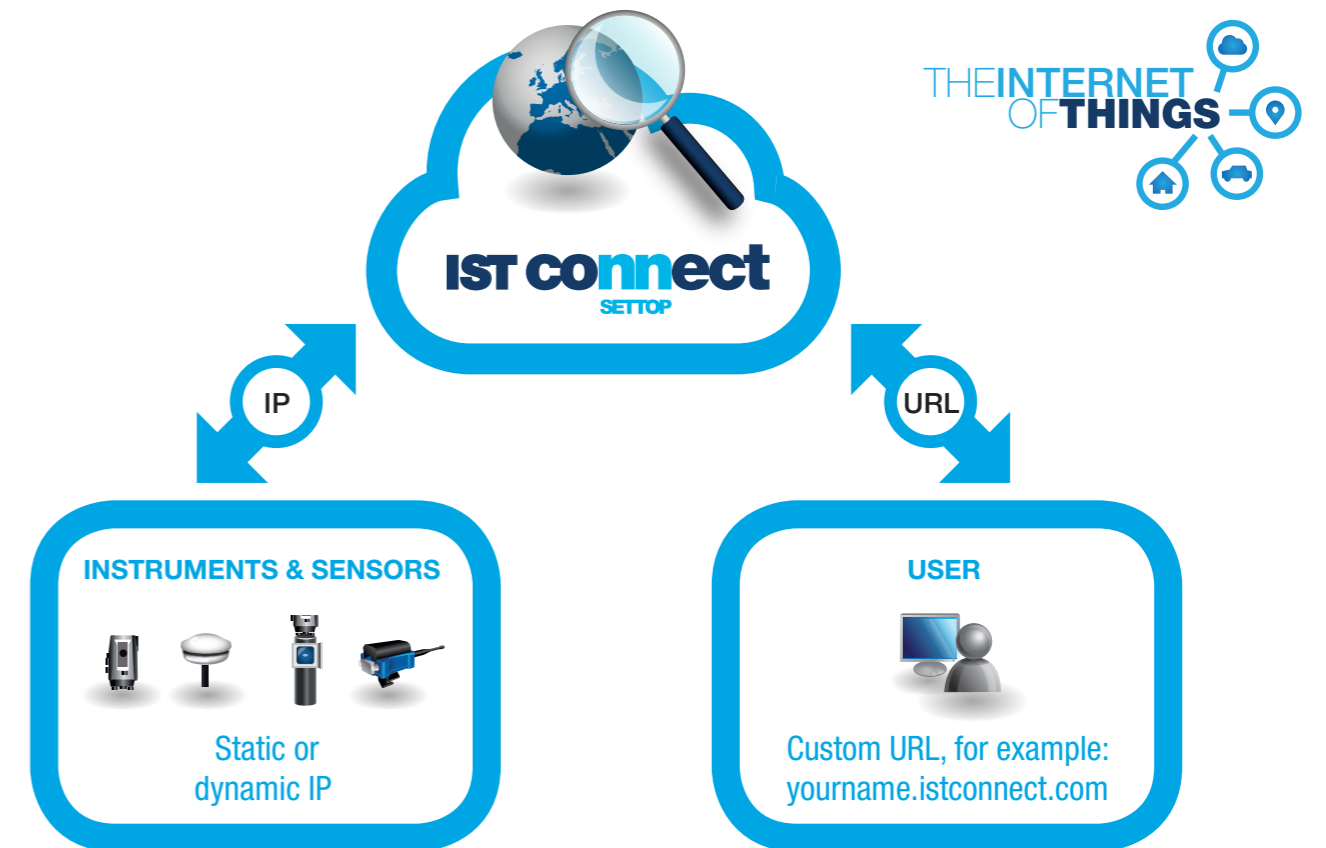 THEINTERNET
OFTHINGS
IST connect
SETTOP
IP
URL
INSTRUMENTS & SENSORS
Static or
dynamic IP
USER
Custom URL, for example:
yourname.istconnect.com